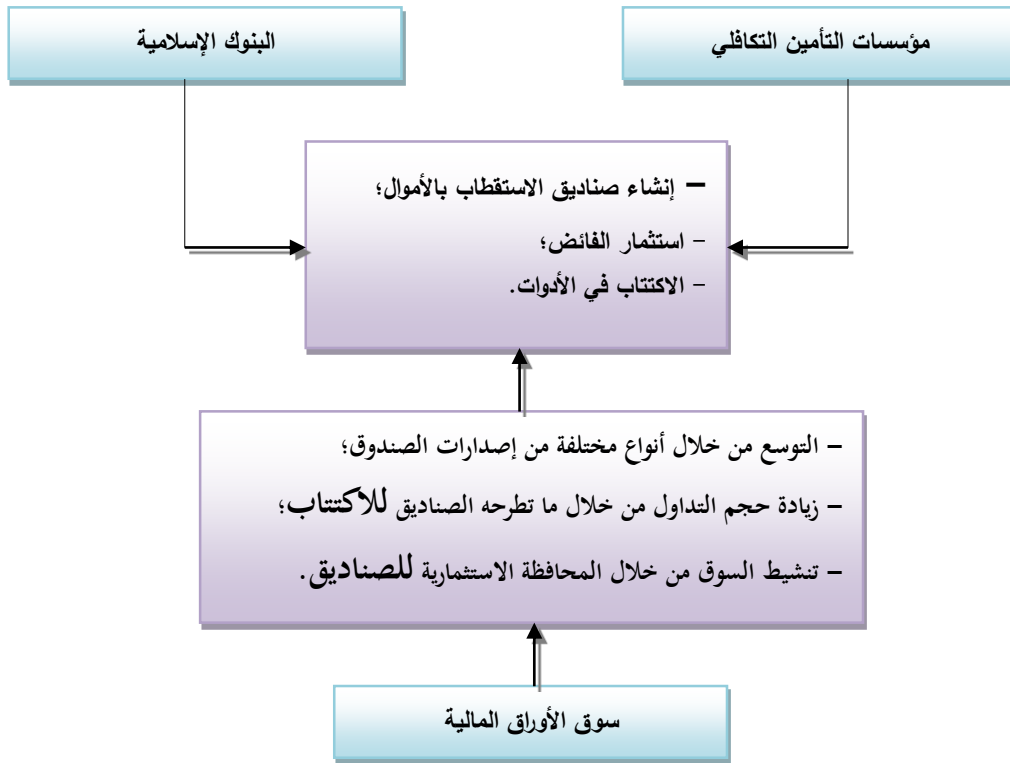 مؤسسات التأمين التكافلي
البنوك الإسلامية
– إنشاء صناديق الاستقطاب بالأموال؛
- استثمار الفائض؛
- الاكتتاب في الأدوات.
– التوسع من خلال أنواع مختلفة من إصدارات الصندوق؛
– زيادة حجم التداول من خلال ما تطرحه الصناديق للاكتتاب؛
– تنشيط السوق من خلال المحافظة الاستثمارية للصناديق.
سوق الأوراق المالية